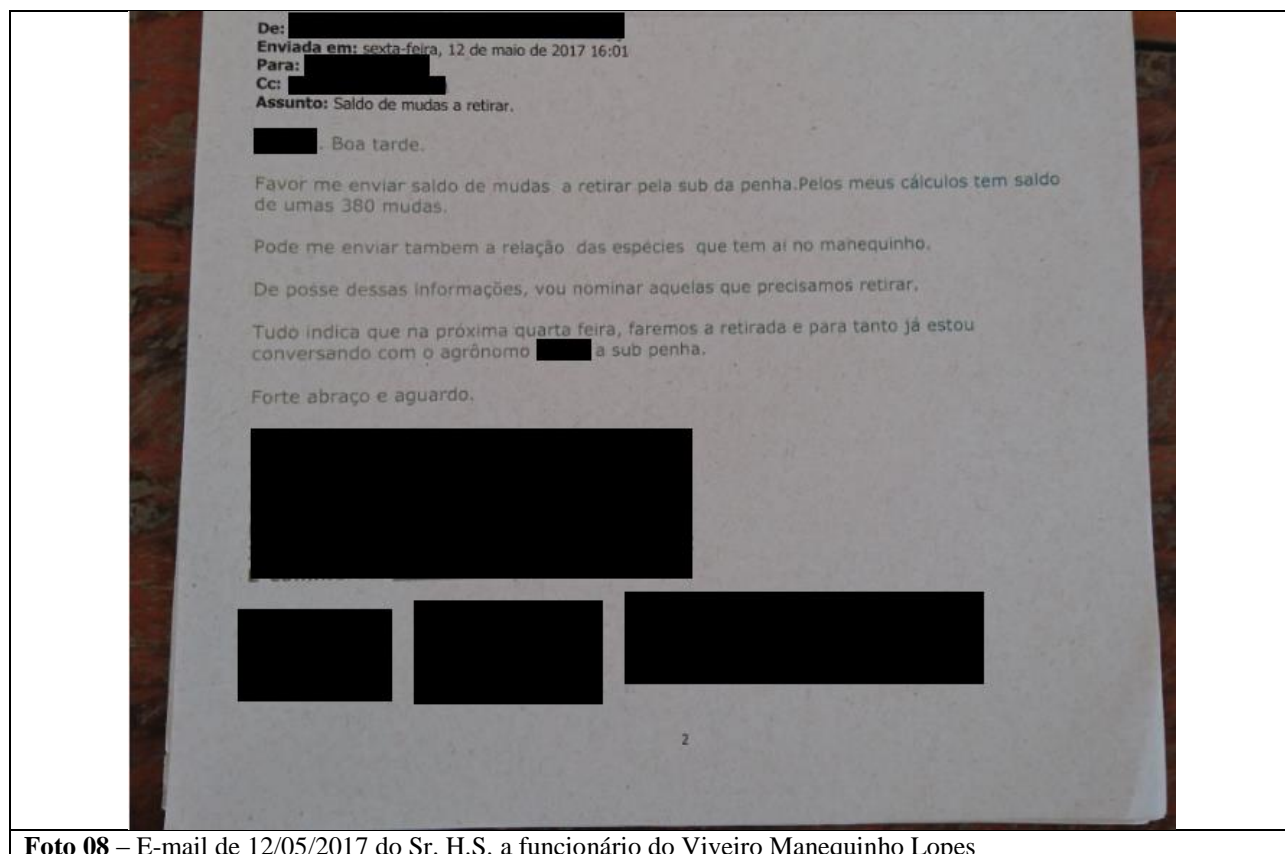 De:
Enviada em: sexta-feira, 12 de maio de 2017 16:01
Para:
Cc:
Assunto: Saldo de mudas a retirar.
. Boa tarde.
Favor me enviar saldo de mudas a retirar pela sub da penha.Pelos meus cálculos tem saldo
de umas 380 mudas.
Pode me enviar tambem a relação das espécies que tem aí no manequinho.
De posse dessas informações, vou nominar aquelas que precisamos retirar.
Tudo indica que na próxima quarta feira, faremos a retirada e para tanto já estou
conversando com o agrônomo a sub penha.
Forte abraço e aguardo.
2
Foto 08 – E-mail de 12/05/2017 do Sr. H.S. a funcionário do Viveiro Manequinho Lopes